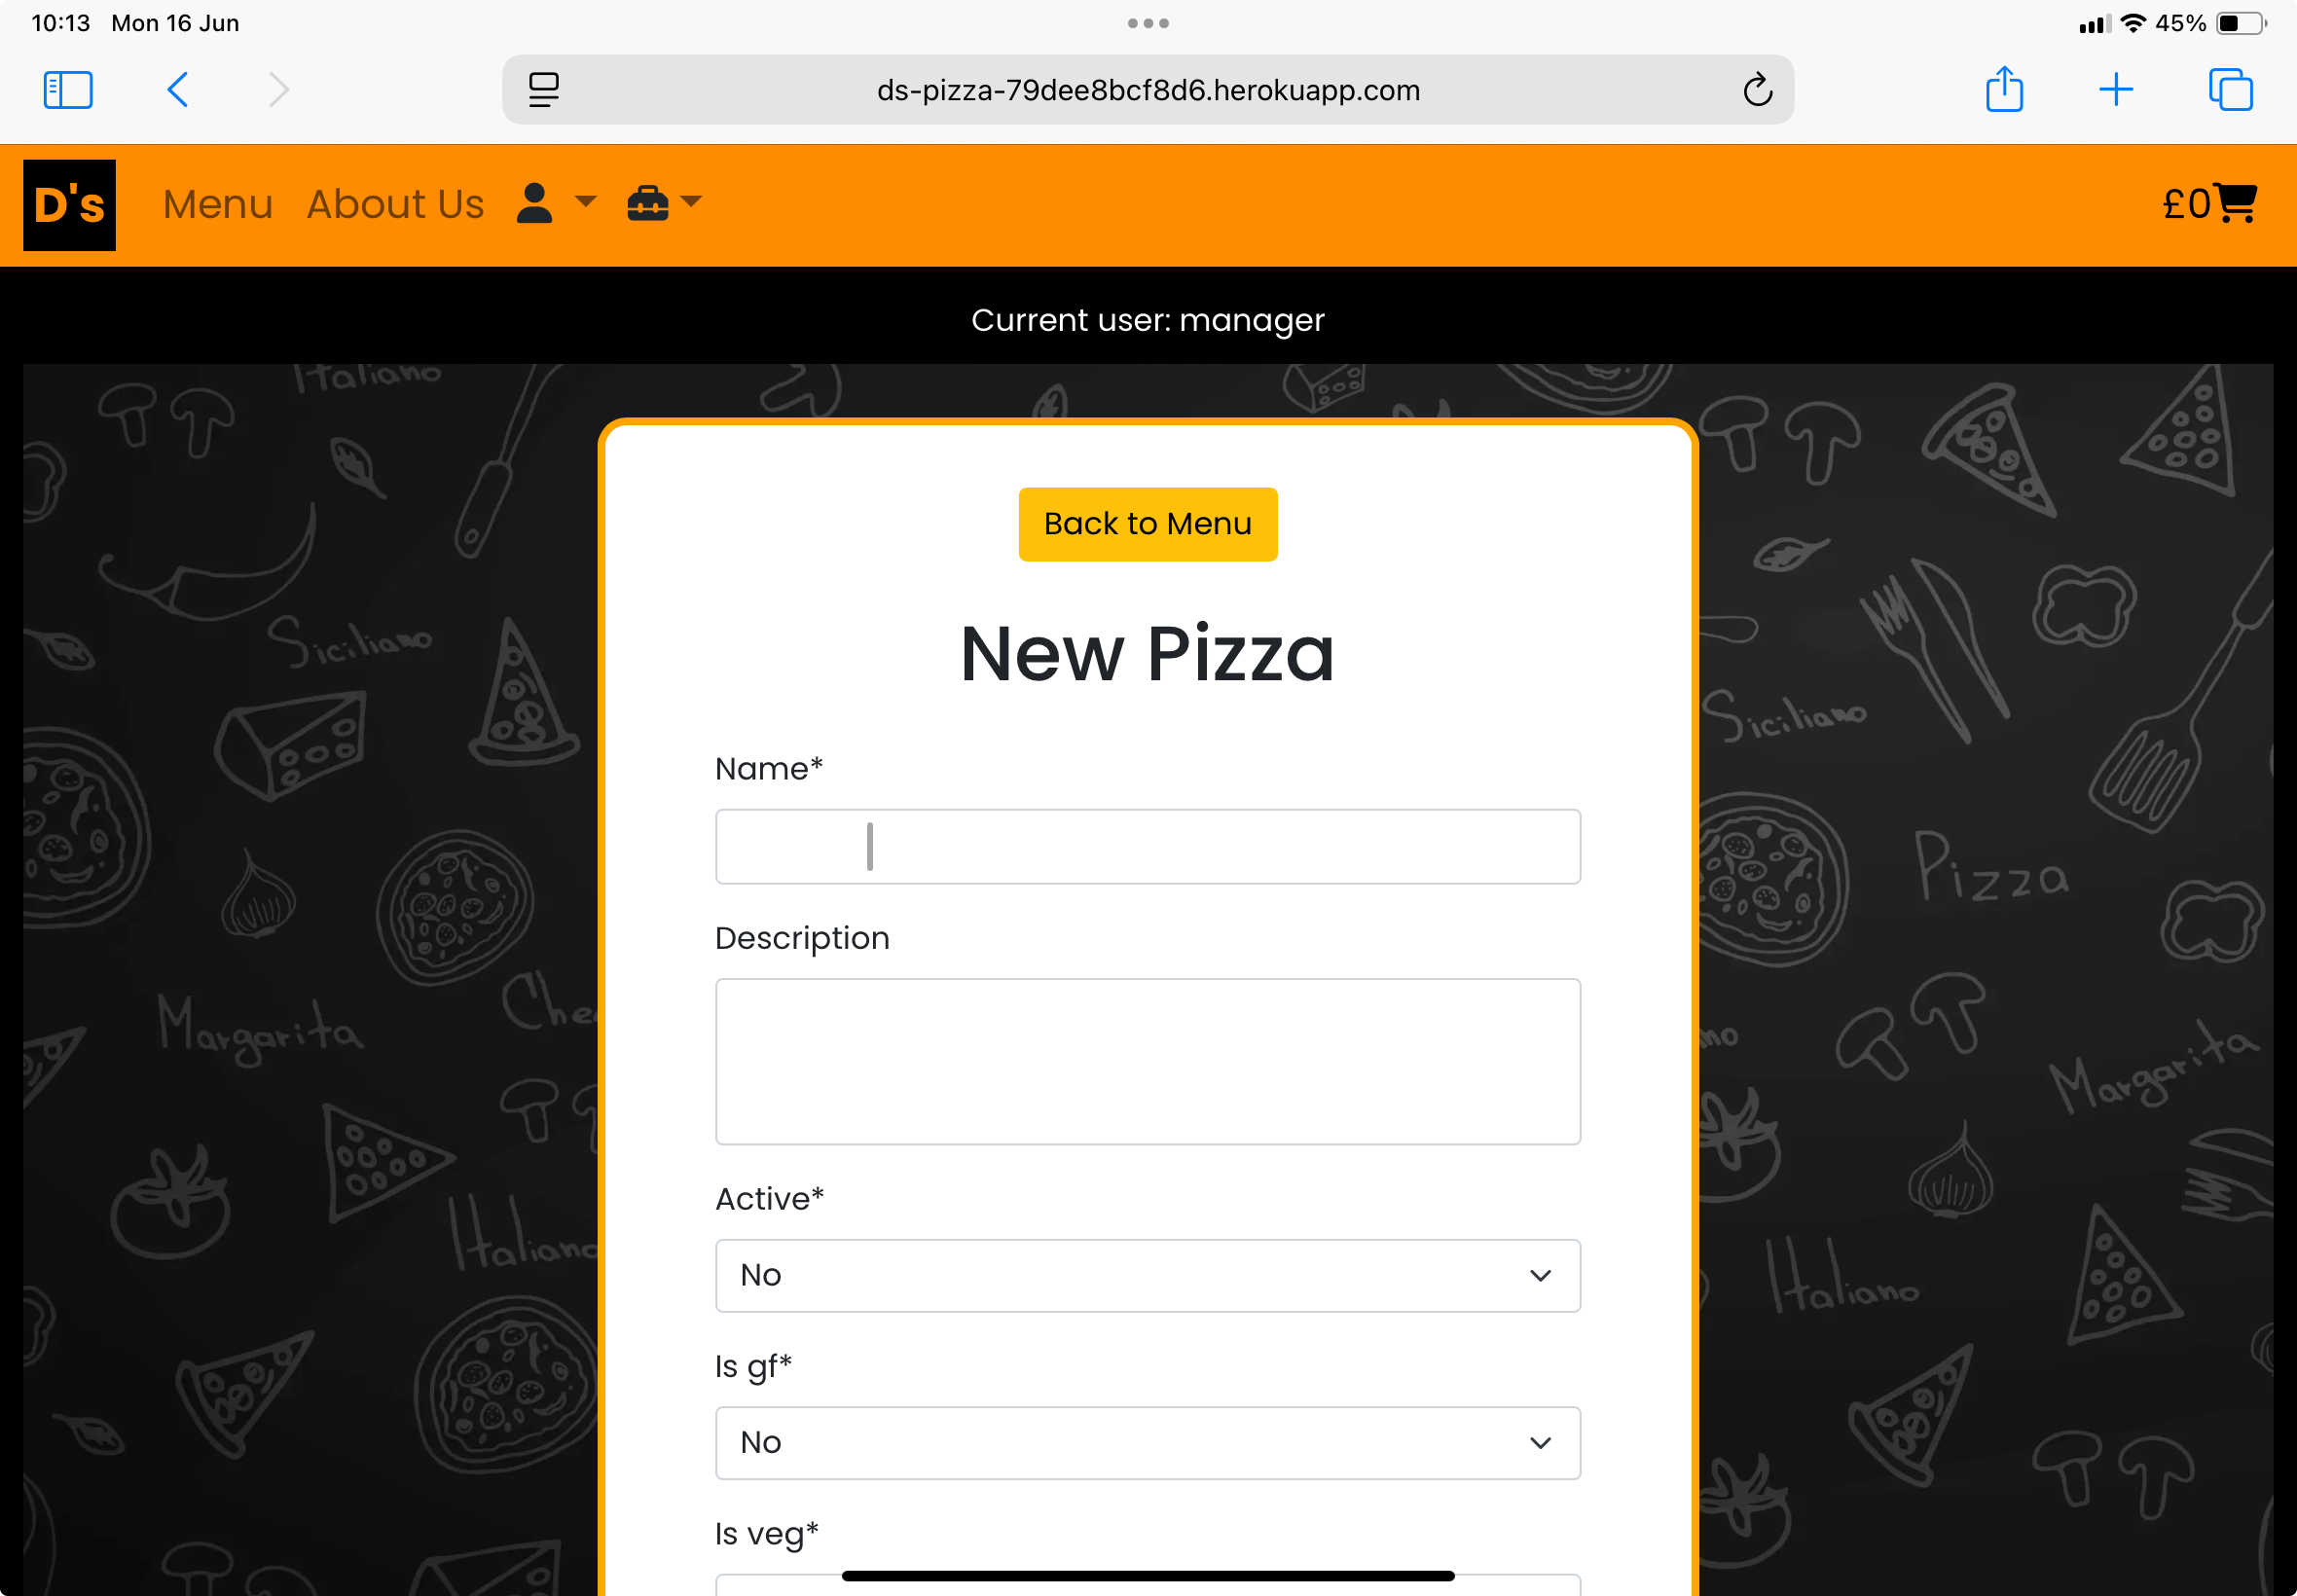 10:13 Mon 16 Jun
45%
ds-pizza-79dee8bcf8d6.herokuapp.com
D's
Menu
About Us
£0
Current user: manager
Italiano
Siciliano
Siciliano
Pizza
Margarita
Che
no
Margarita
Italiano
Italiano
Back to Menu
New Pizza
Name*
Description
Active*
No
Is gf*
No
Is veg*